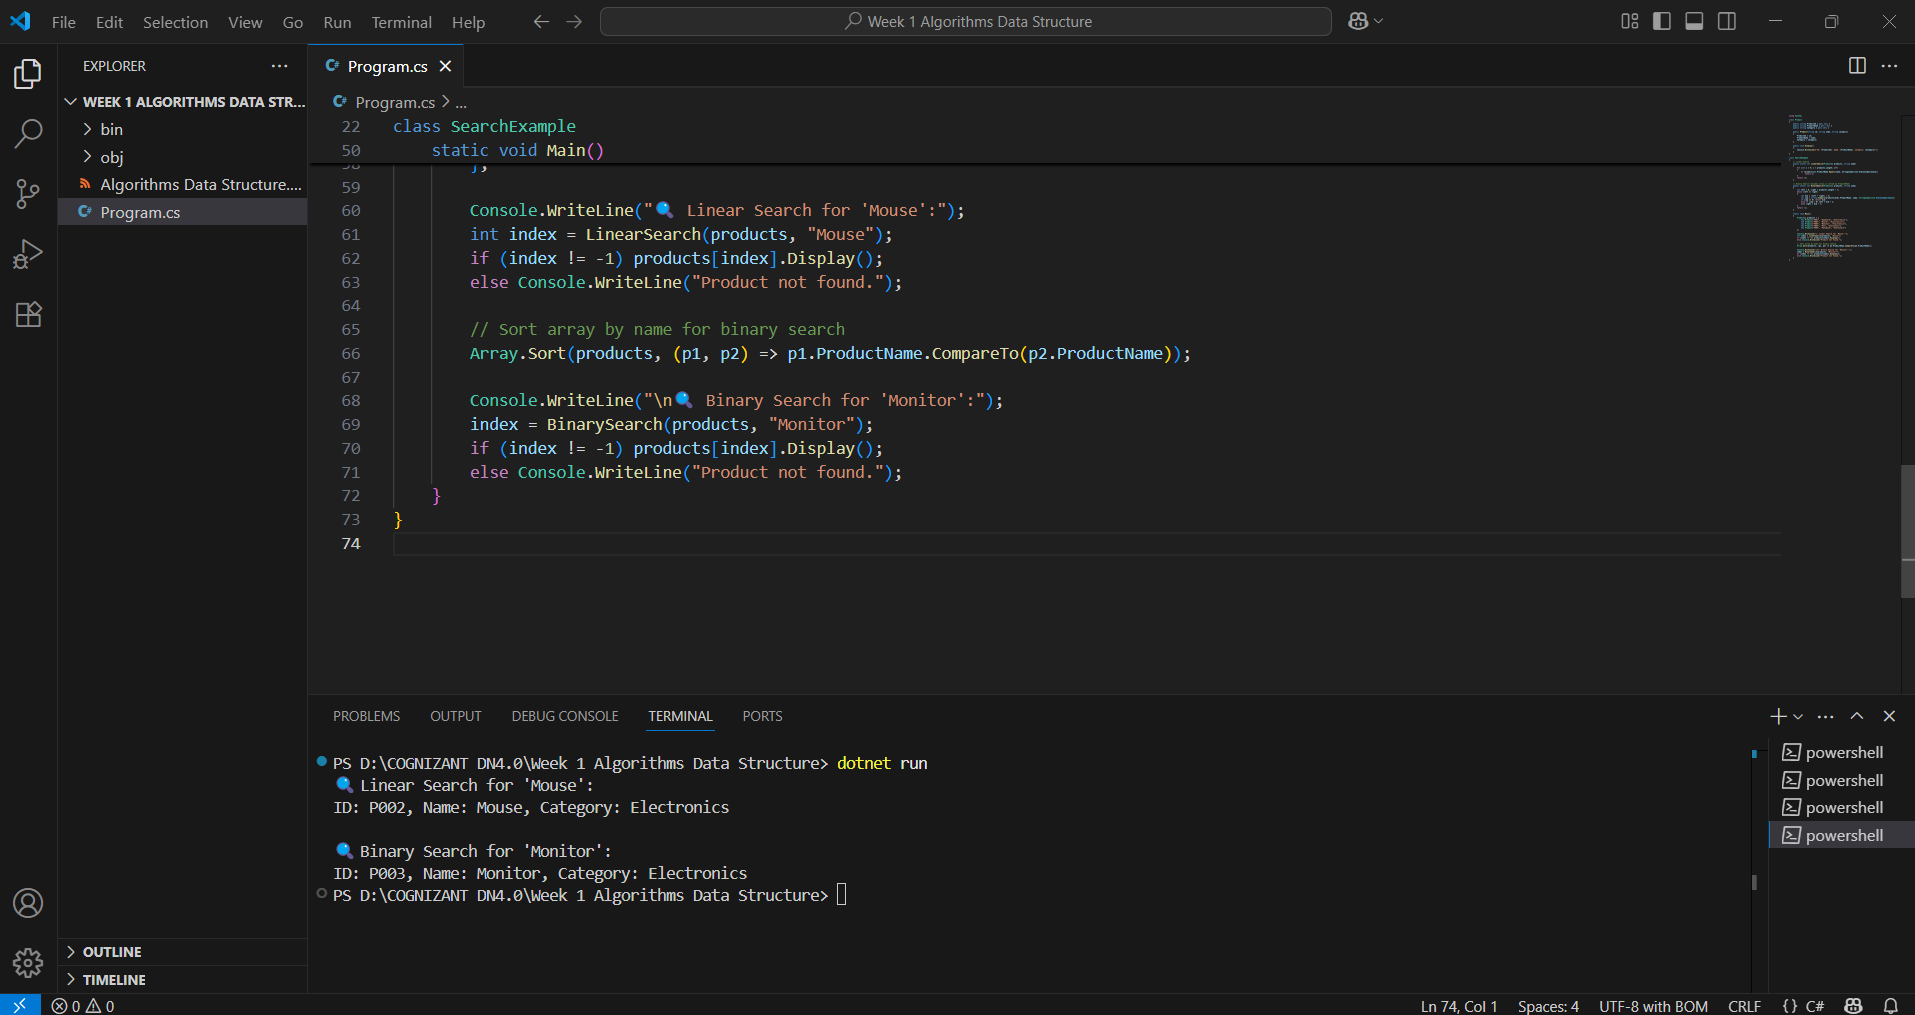 File Edit Selection View Go Run Terminal Help
Week 1 Algorithms Data Structure
EXPLORER
WEEK 1 ALGORITHMS DATA STR...
bin
obj
Algorithms Data Structure....
C# Program.cs
C# Program.cs
C# Program.cs > ...
22 class SearchExample
50 static void Main()
58 };
59
60 Console.WriteLine("🔍 Linear Search for 'Mouse':");
61 int index = LinearSearch(products, "Mouse");
62 if (index != -1) products[index].Display();
63 else Console.WriteLine("Product not found.");
64
65 // Sort array by name for binary search
66 Array.Sort(products, (p1, p2) => p1.ProductName.CompareTo(p2.ProductName));
67
68 Console.WriteLine("\n🔍 Binary Search for 'Monitor':");
69 index = BinarySearch(products, "Monitor");
70 if (index != -1) products[index].Display();
71 else Console.WriteLine("Product not found.");
72 }
73 }
74
PROBLEMS OUTPUT DEBUG CONSOLE TERMINAL PORTS
PS D:\COGNIZANT DN4.0\Week 1 Algorithms Data Structure> dotnet run
🔍 Linear Search for 'Mouse':
ID: P002, Name: Mouse, Category: Electronics
🔍 Binary Search for 'Monitor':
ID: P003, Name: Monitor, Category: Electronics
PS D:\COGNIZANT DN4.0\Week 1 Algorithms Data Structure>
powershell
powershell
powershell
powershell
OUTLINE
TIMELINE
0 0
Ln 74, Col 1 Spaces: 4 UTF-8 with BOM CRLF {} C#